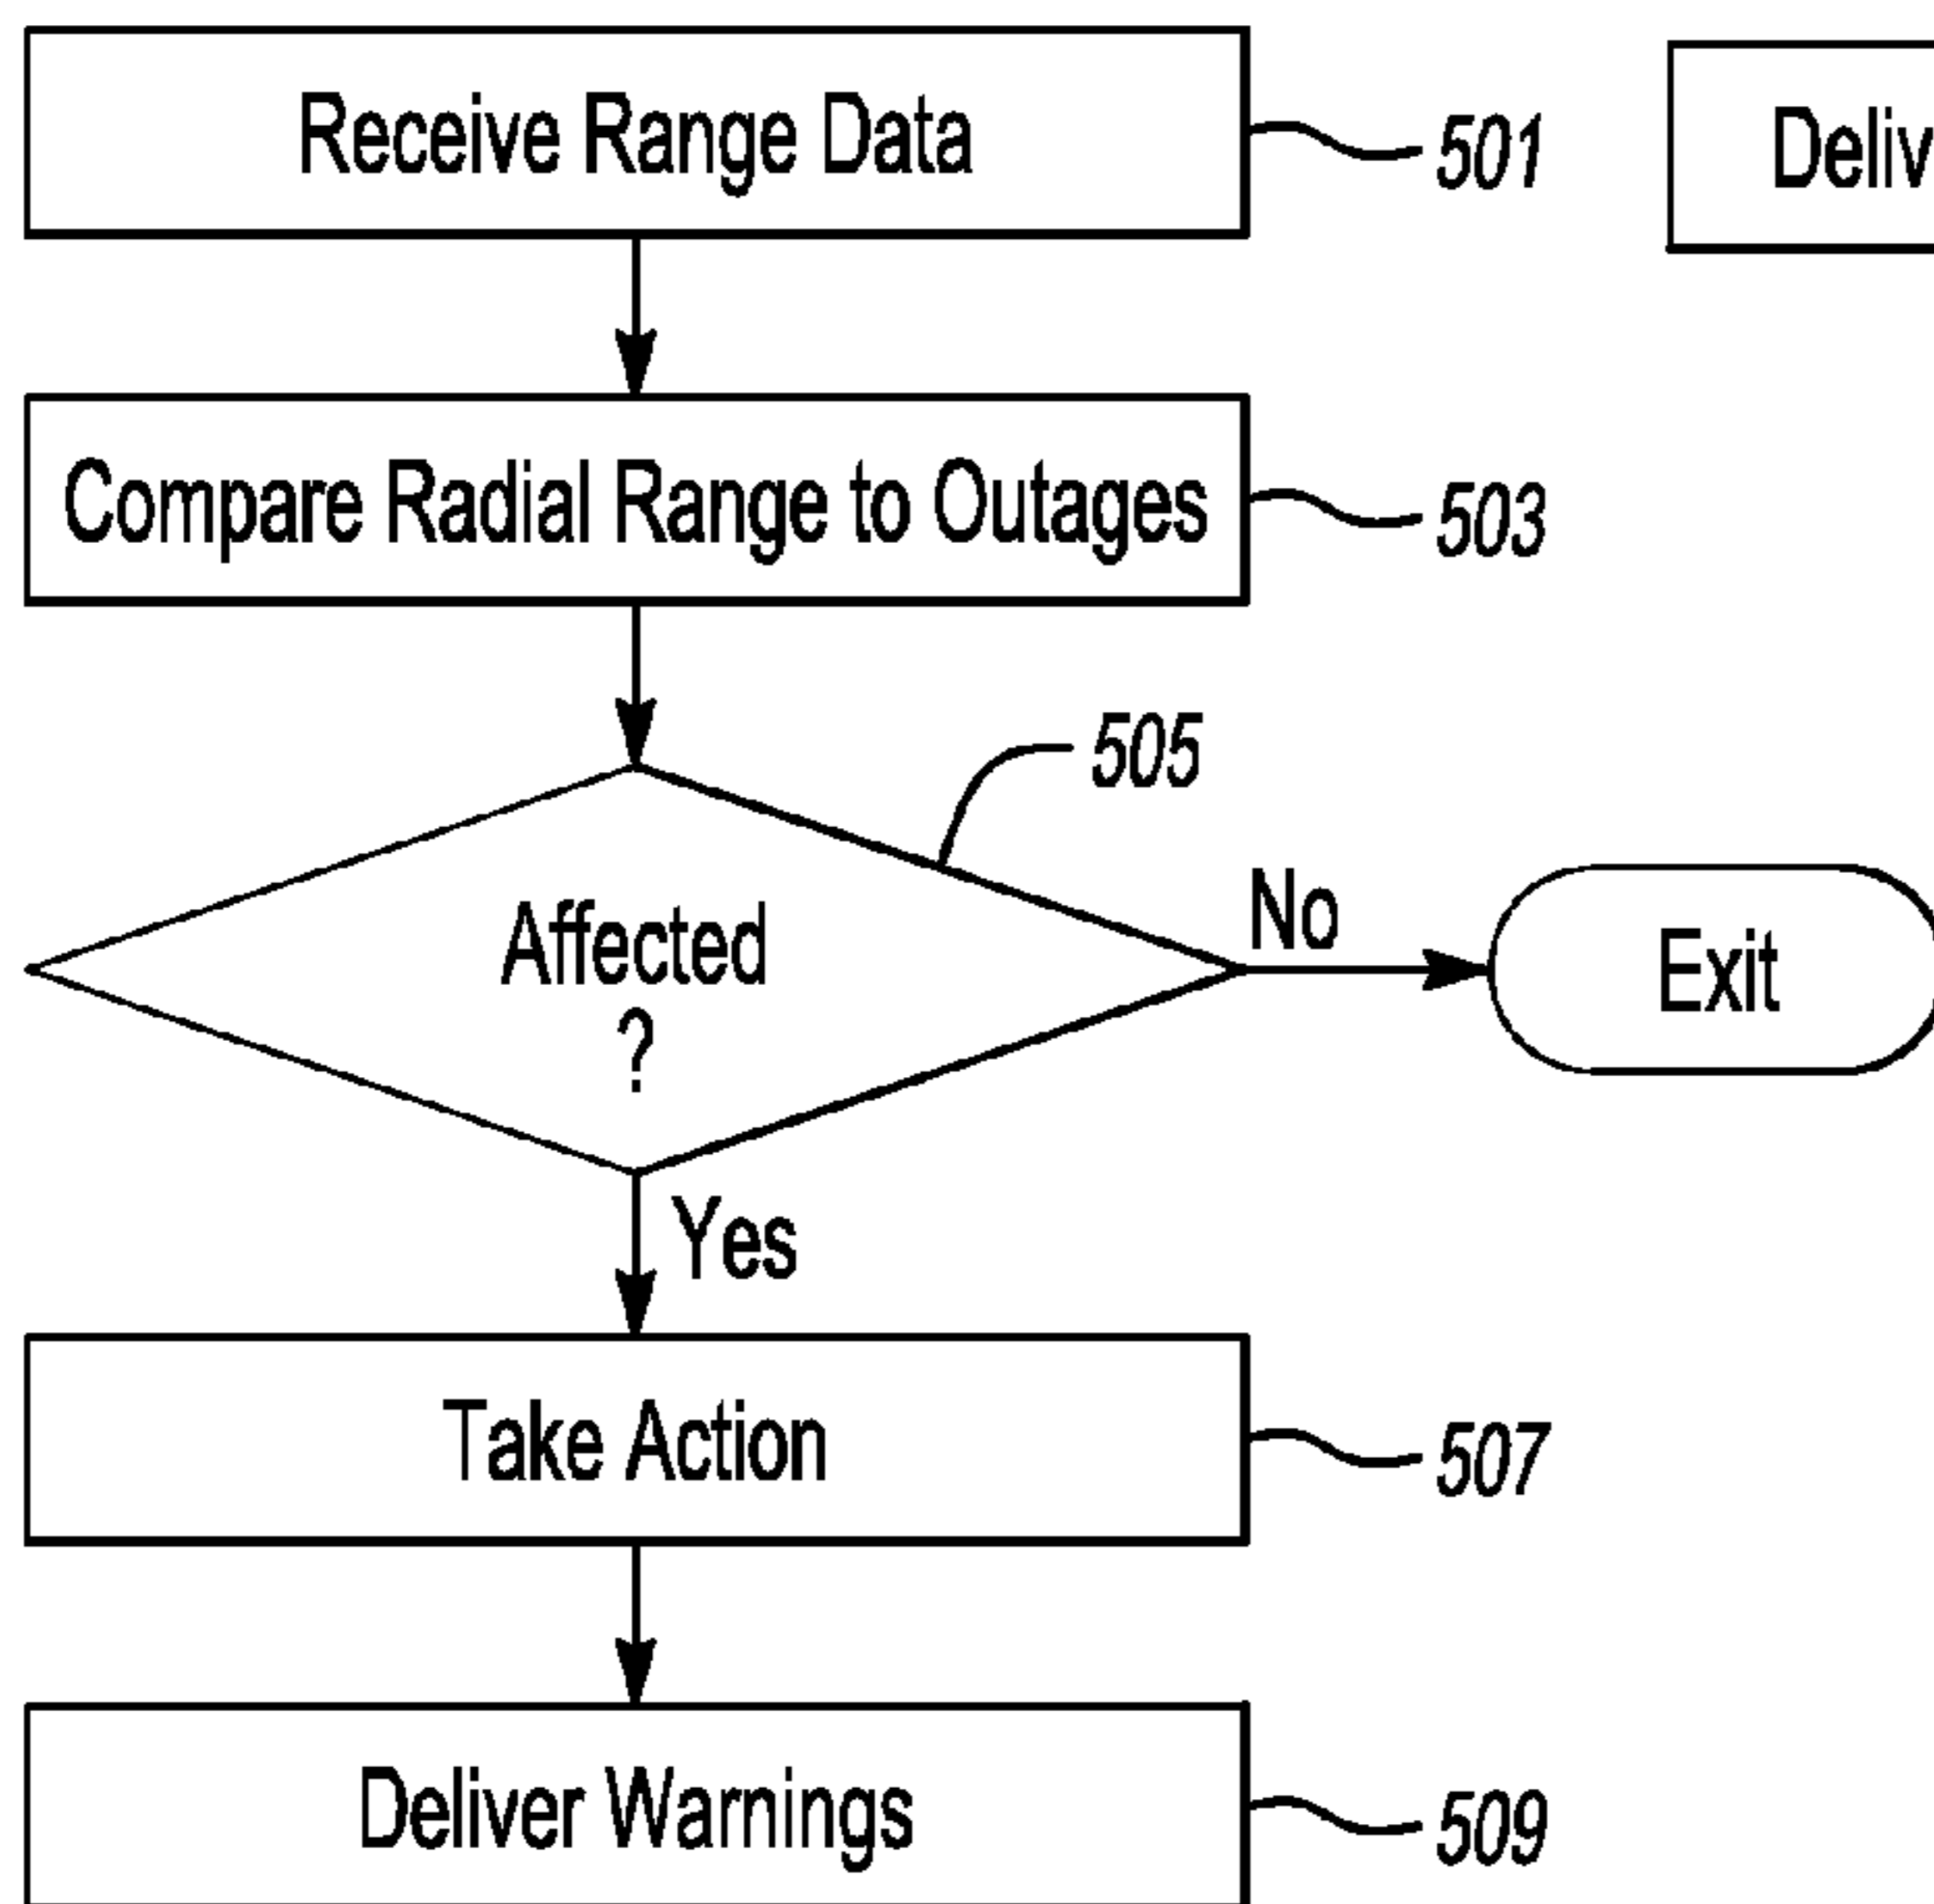 Receive Range Data
501
Compare Radial Range to Outages
503
505
Affected
?
No
Exit
Yes
Take Action
507
Deliver Warnings
509